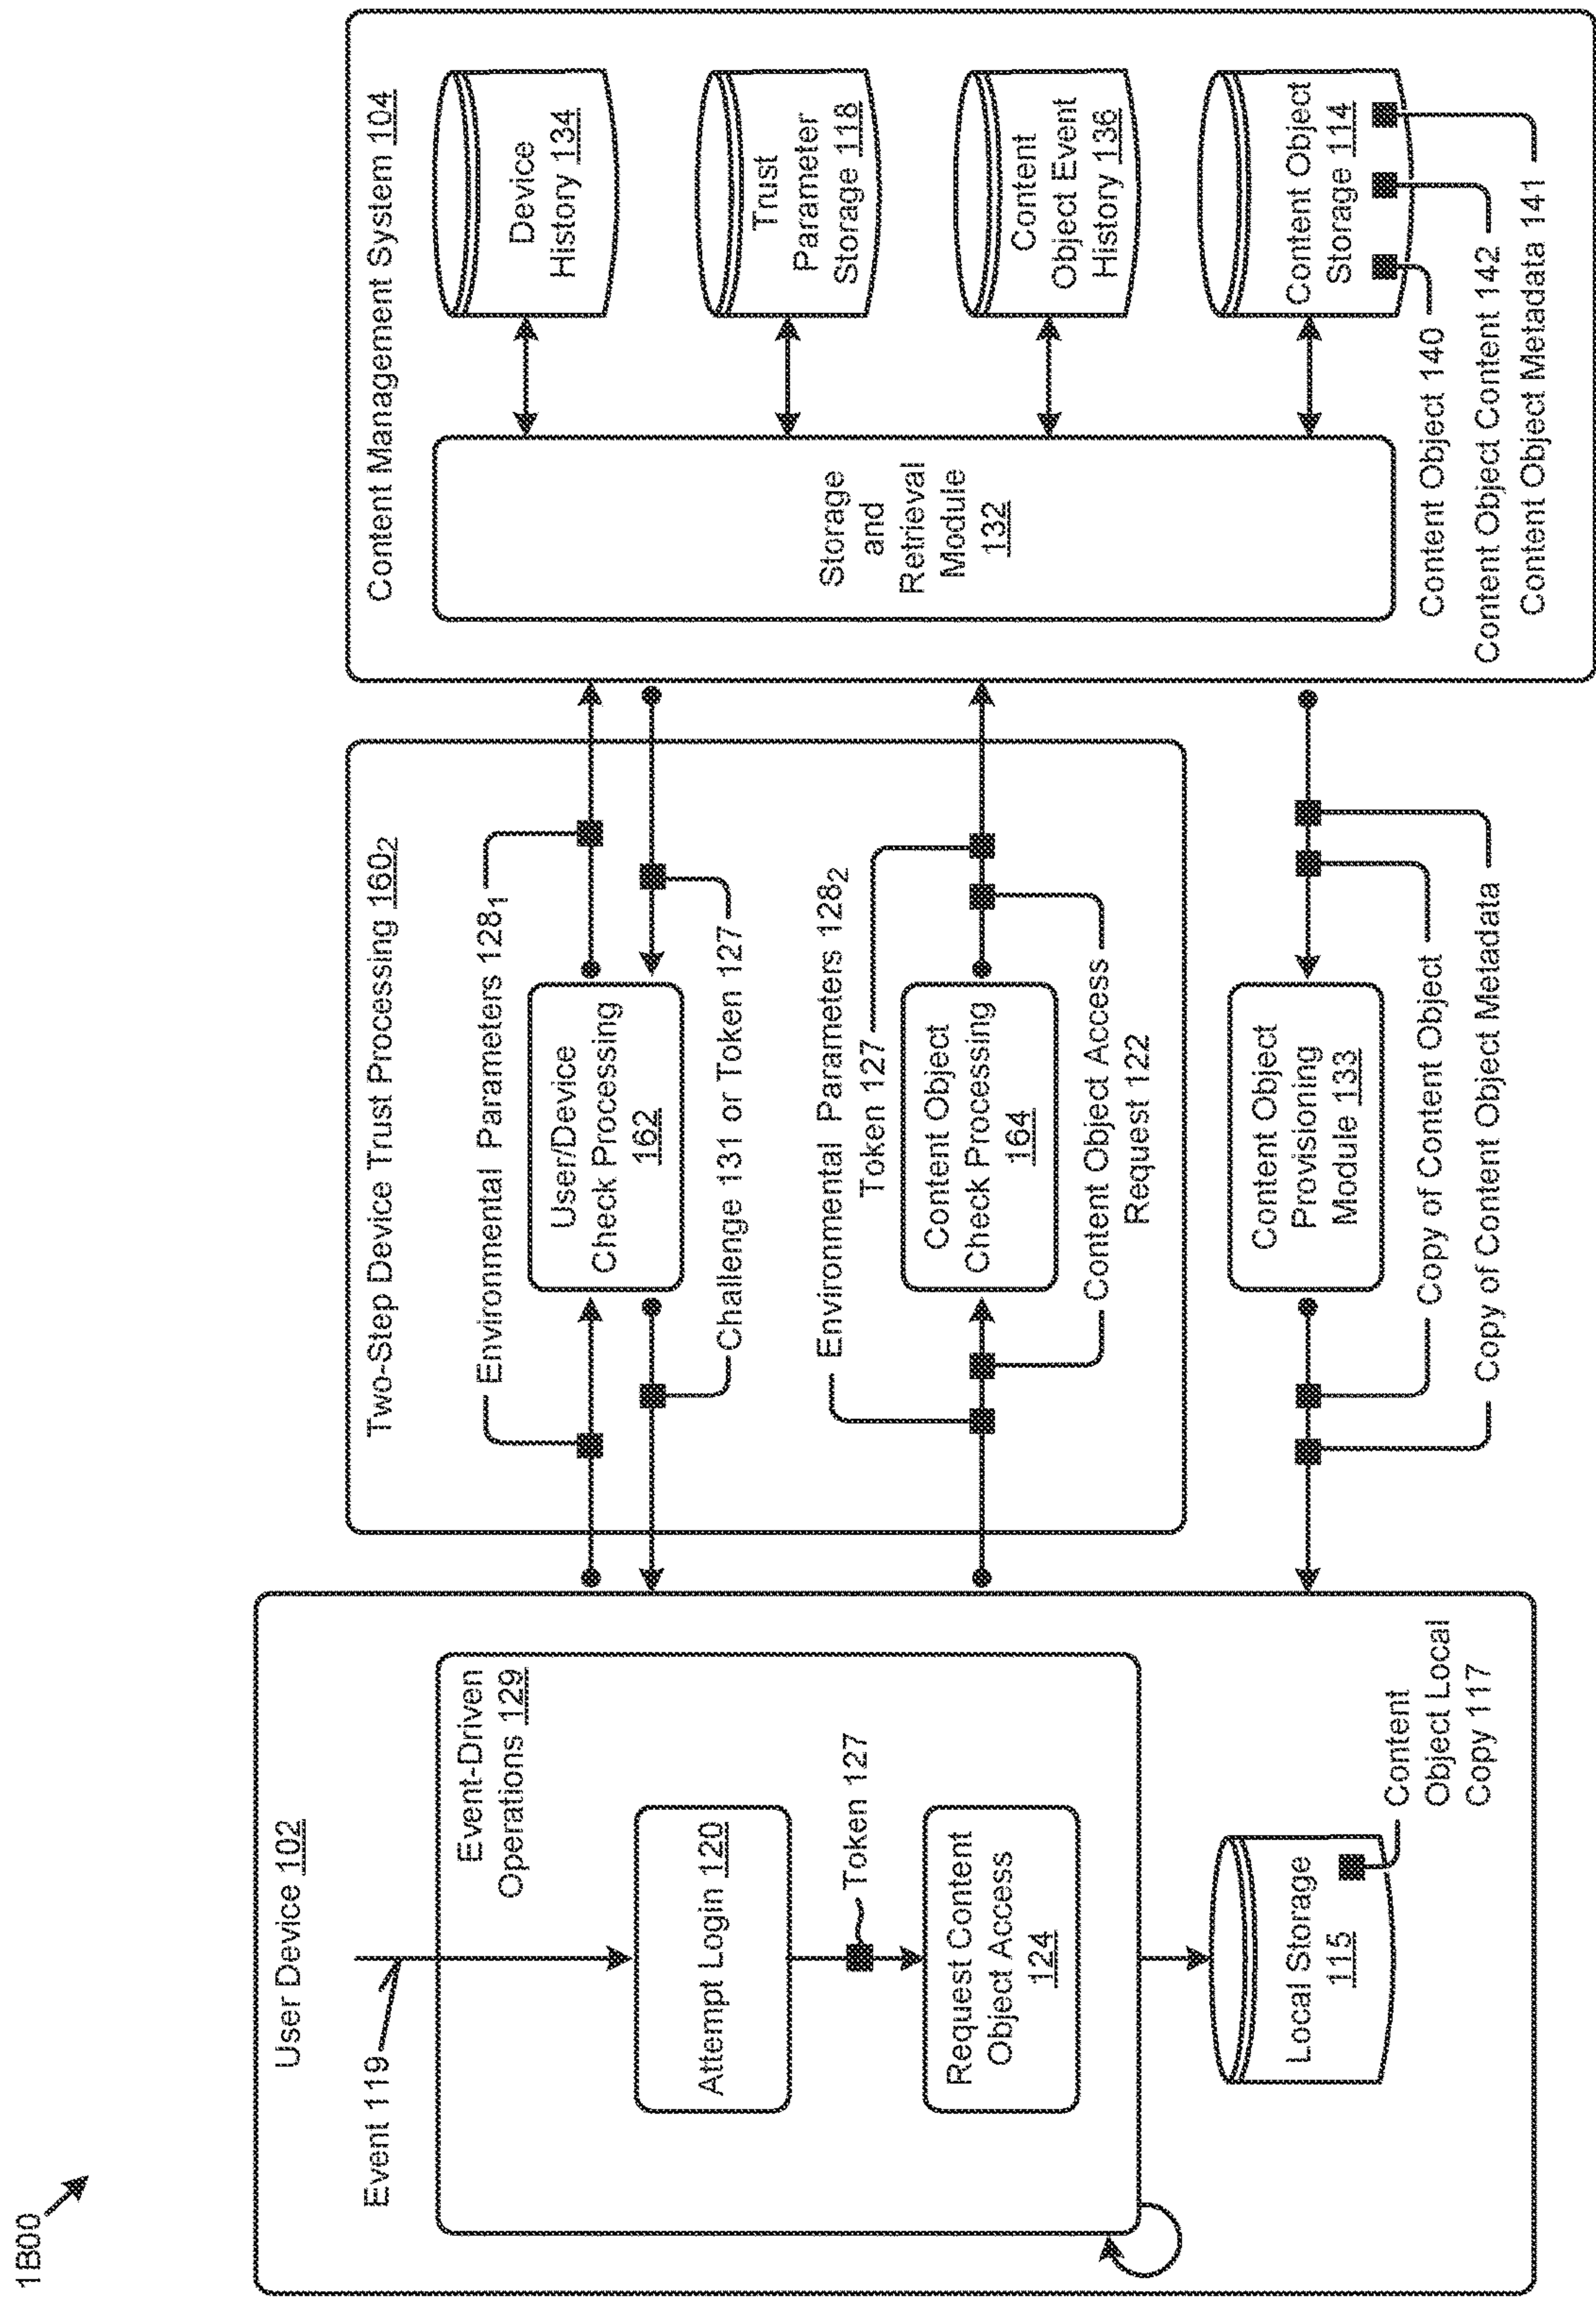 1B00
User Device 102
Event 119
Event-Driven
Operations 129
Attempt Login 120
Token 127
Request Content
Object Access
124
Local Storage
115
Content
Object Local
Copy 117
Two-Step Device Trust Processing 160₂
Environmental Parameters 128₁
User/Device
Check Processing
162
Challenge 131 or Token 127
Environmental Parameters 128₂
Token 127
Content Object
Check Processing
164
Content Object Access
Request 122
Content Object
Provisioning
Module 133
Copy of Content Object
Copy of Content Object Metadata
Content Management System 104
Storage
and
Retrieval
Module
132
Device
History 134
Trust
Parameter
Storage 118
Content
Object Event
History 136
Content Object
Storage 114
Content Object 140
Content Object Content 142
Content Object Metadata 141